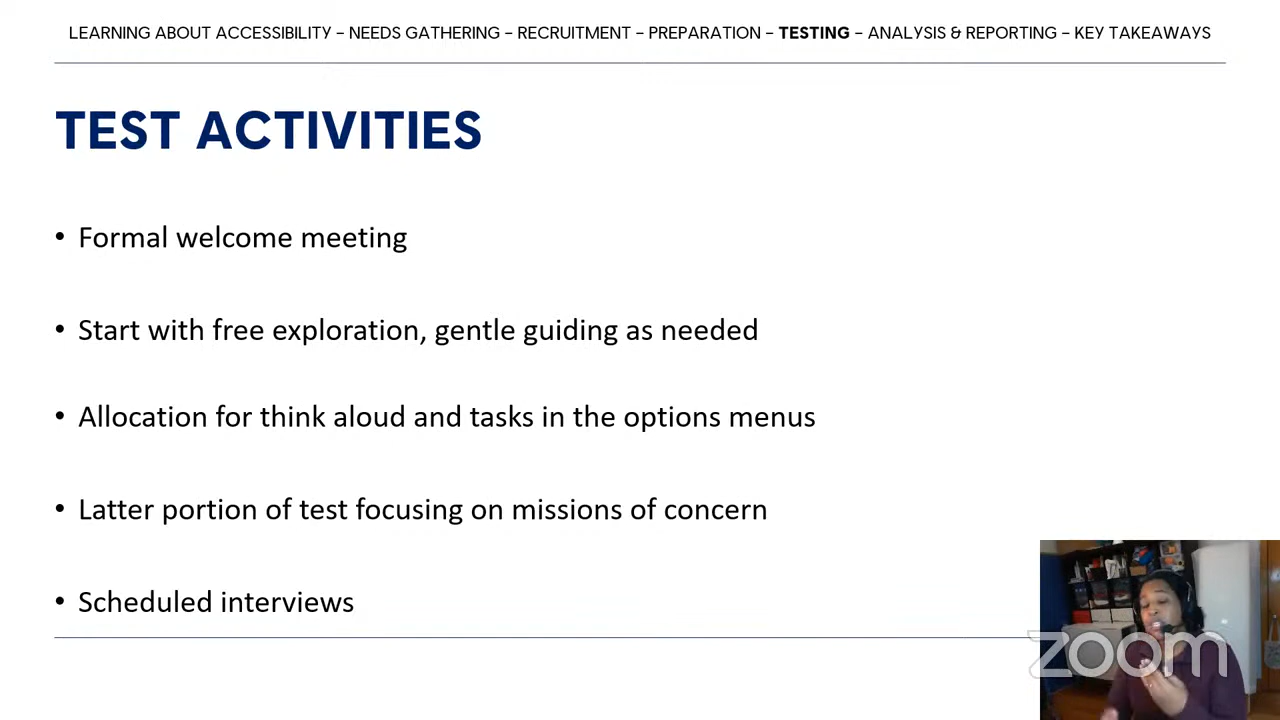 LEARNING ABOUT ACCESSIBILITY – NEEDS GATHERING – RECRUITMENT – PREPARATION – TESTING – ANALYSIS & REPORTING – KEY TAKEAWAYS
TEST ACTIVITIES
• Formal welcome meeting
• Start with free exploration, gentle guiding as needed
• Allocation for think aloud and tasks in the options menus
• Latter portion of test focusing on missions of concern
• Scheduled interviews
zoom